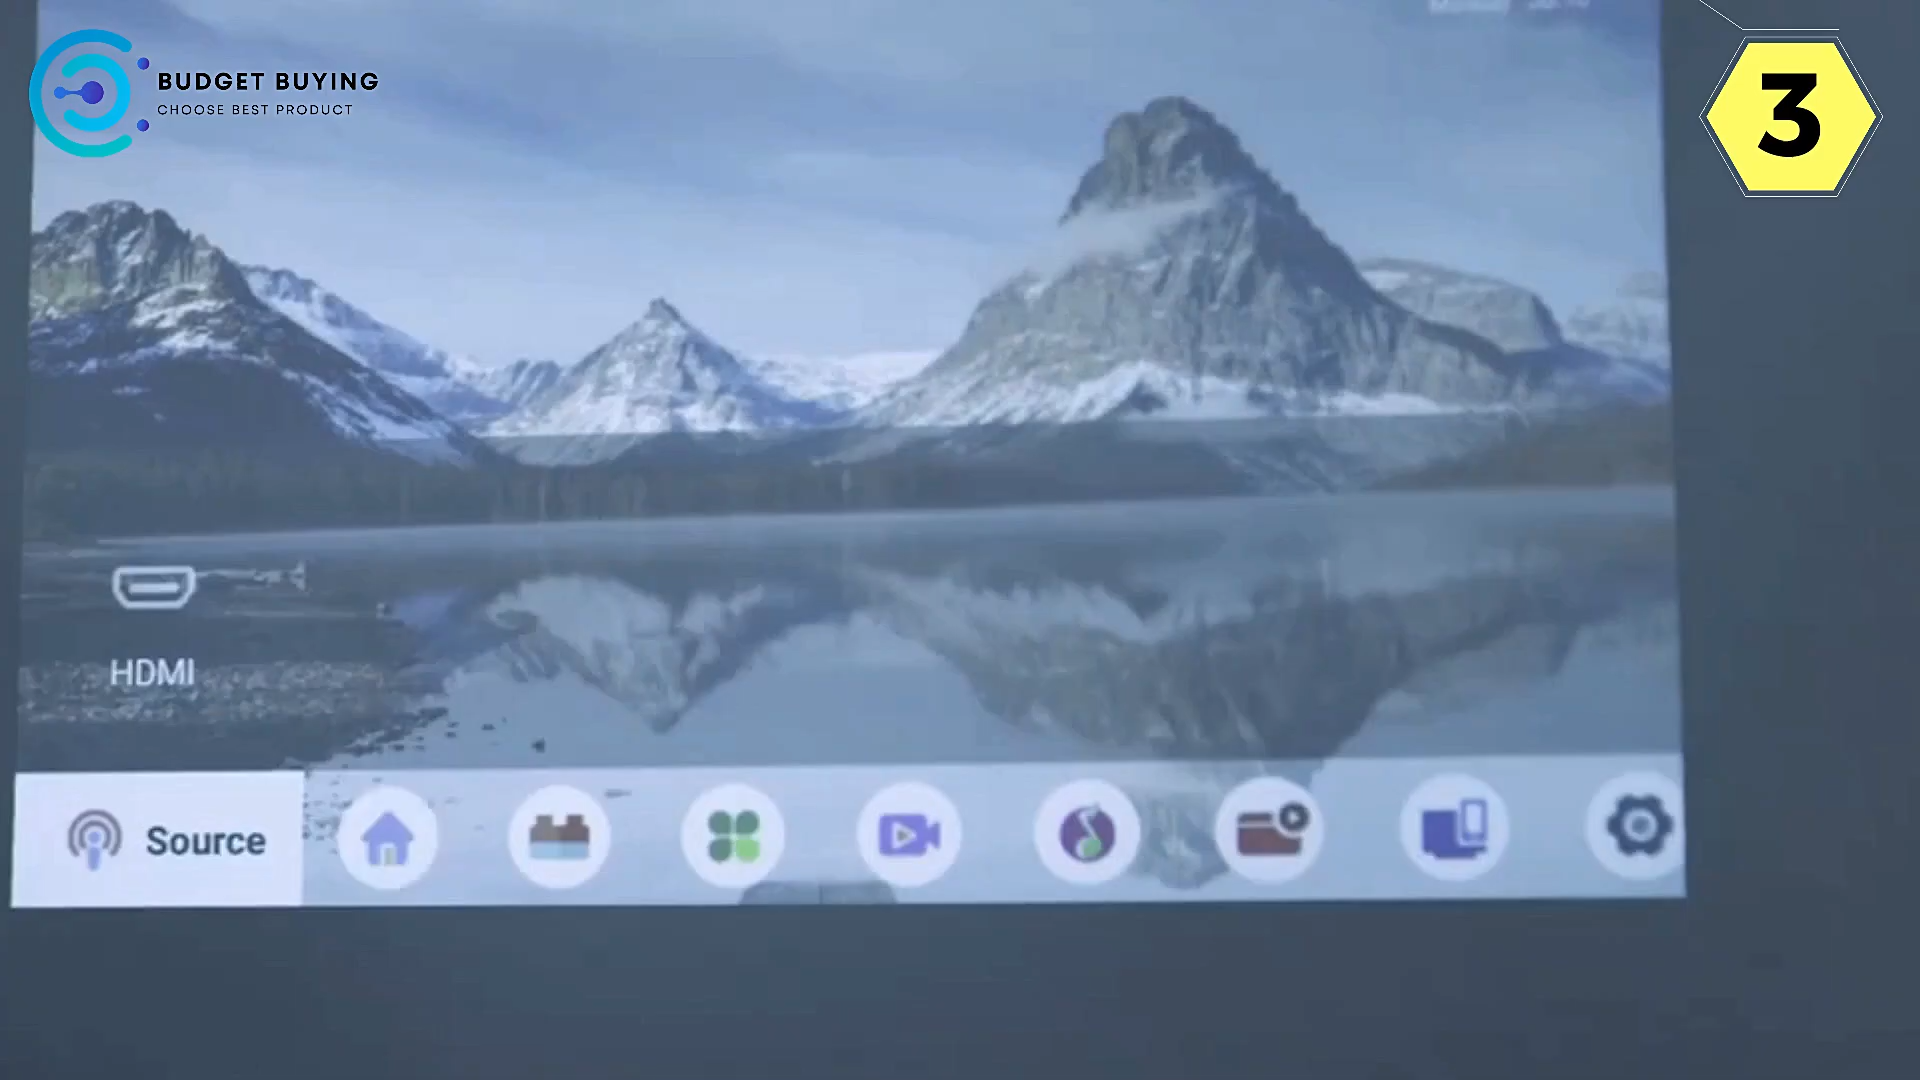 BUDGET BUYING
CHOOSE BEST PRODUCT
3
HDMI
Source